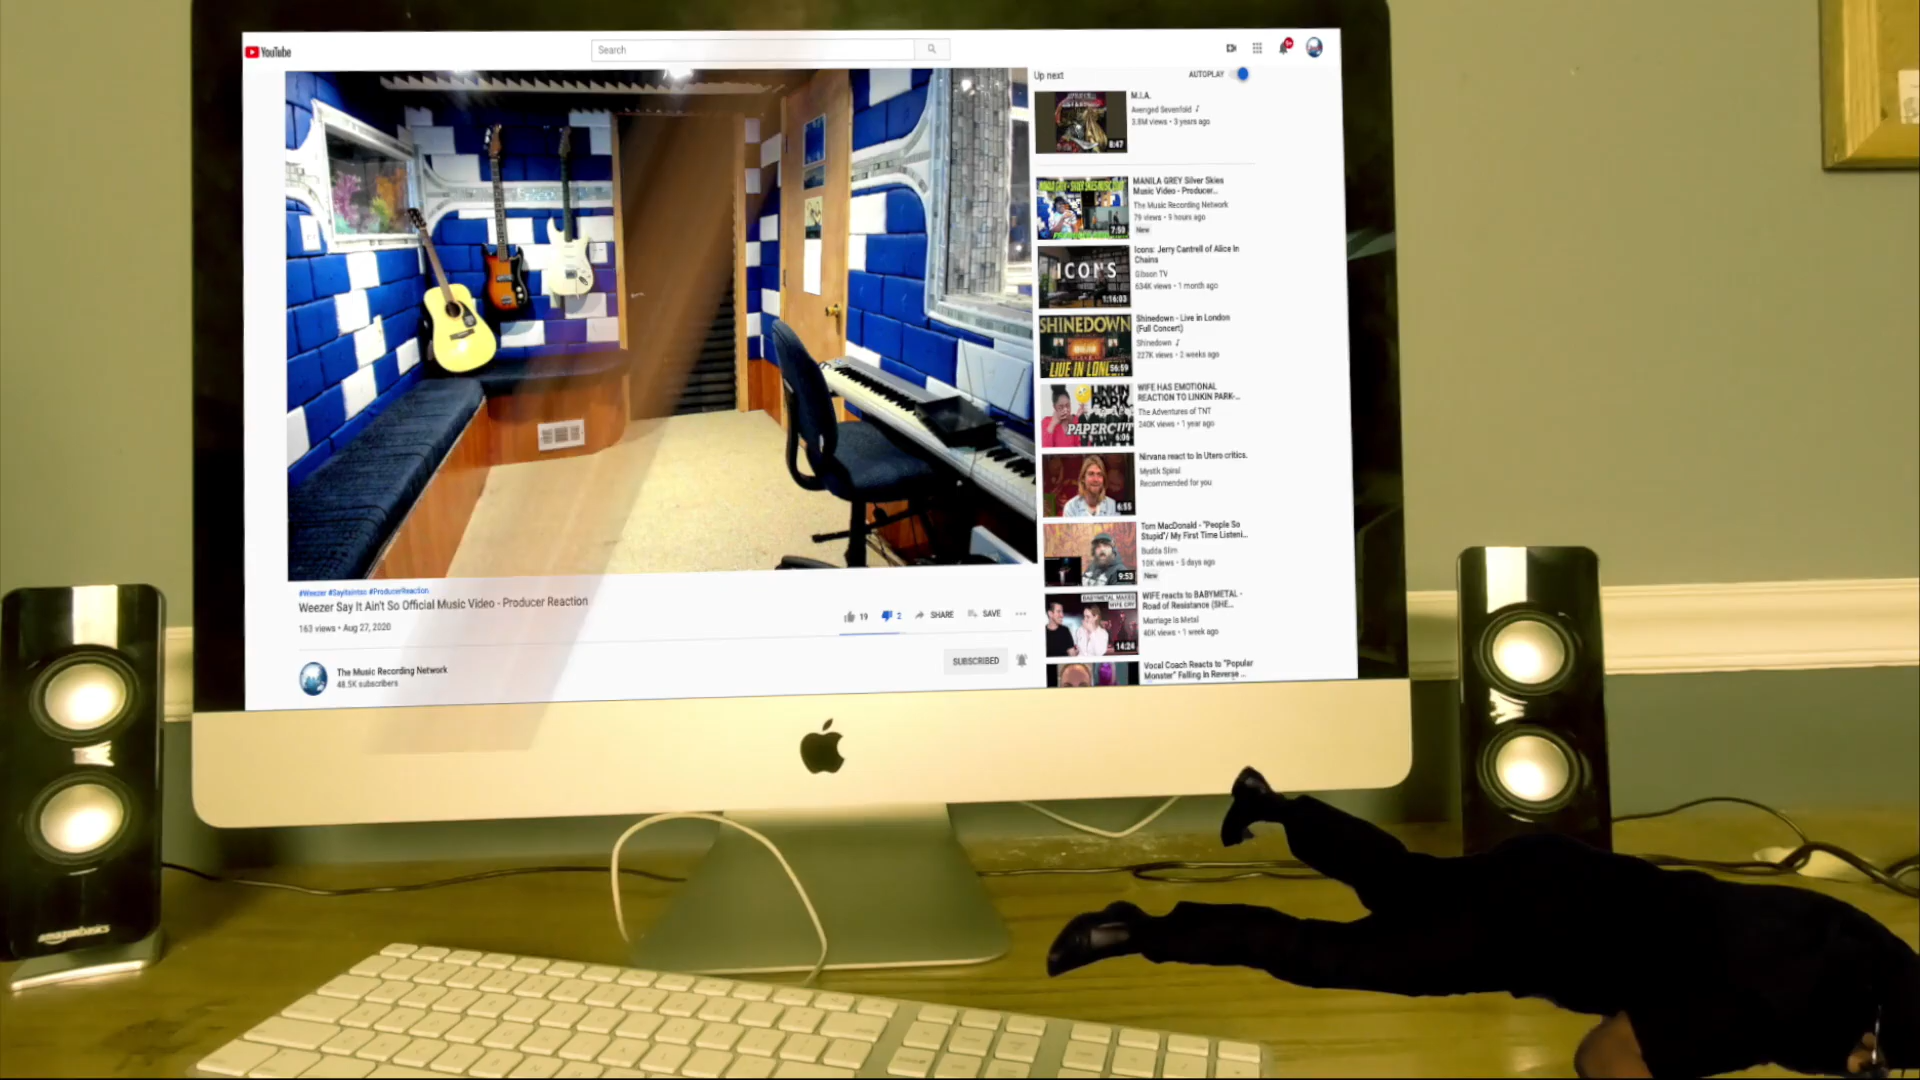 YouTube
Search
Up next
AUTOPLAY
M.I.A.
Avenged Sevenfold
3.8M views • 3 years ago
8:47
MANILA GREY Silver Skies
Music Video - Producer...
The Music Recording Network
79 views • 9 hours ago
New
7:59
Icons: Jerry Cantrell of Alice In
Chains
Gibson TV
634K views • 1 month ago
ICONS
1:16:03
Shinedown - Live in London
(Full Concert)
Shinedown
227K views • 2 weeks ago
SHINEDOWN
LIVE IN LON
56:59
WIFE HAS EMOTIONAL
REACTION TO LINKIN PARK-...
The Adventures of TNT
240K views • 1 year ago
LINKIN
PARK
PAPERCUT
6:06
Nirvana react to In Utero critics.
Mystik Spiral
Recommended for you
6:55
Tom MacDonald - "People So
Stupid"/ My First Time Listeni...
Budda Slim
10K views • 5 days ago
New
9:53
WIFE reacts to BABYMETAL -
Road of Resistance (SHE...
Marriage Is Metal
40K views • 1 week ago
BABYMETAL MAKES
WIFE CRY
14:24
Vocal Coach Reacts to "Popular
Monster" Falling In Reverse ...
#Weezer #SayItAintso #ProducerReaction
Weezer Say It Ain't So Official Music Video - Producer Reaction
163 views • Aug 27, 2020
19
2
SHARE
SAVE
The Music Recording Network
48.5K subscribers
SUBSCRIBED
amazonbasics